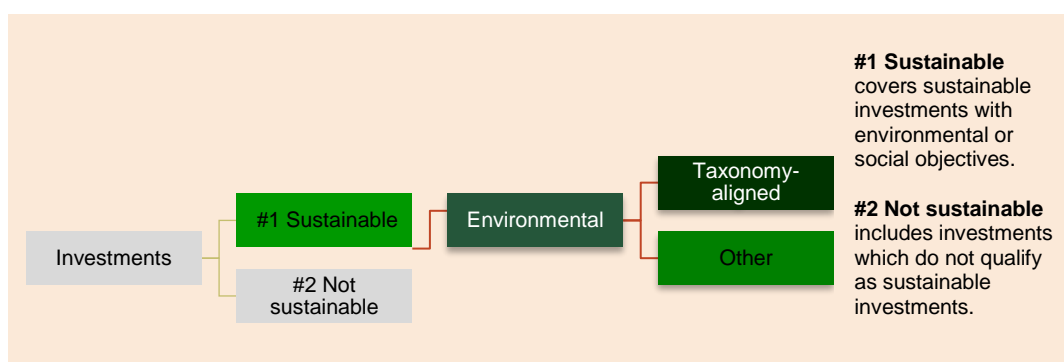 Investments
#1 Sustainable
#2 Not
sustainable
Environmental
Taxonomy-
aligned
Other
#1 Sustainable
covers sustainable
investments with
environmental or
social objectives.
#2 Not sustainable
includes investments
which do not qualify
as sustainable
investments.